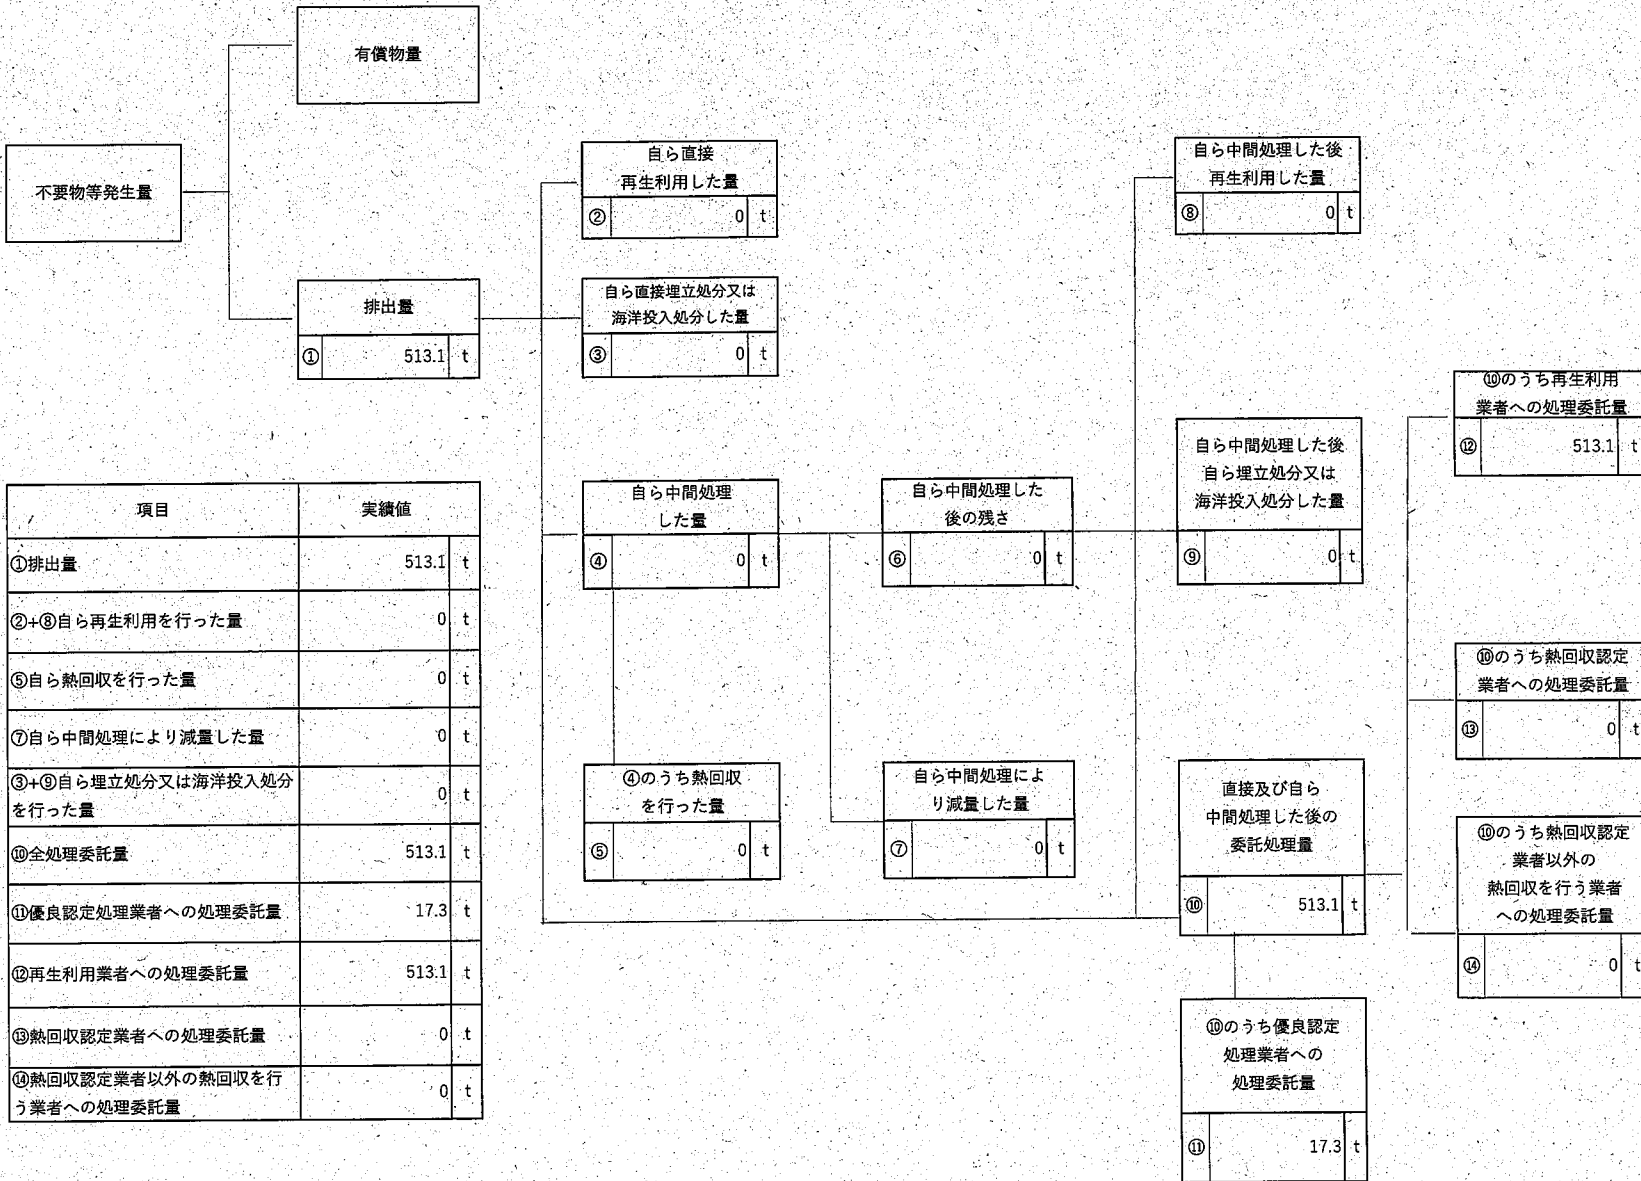 有償物量
不要物等発生量
排出量
① 513.1 t
自ら直接
再生利用した量
② 0 t
自ら直接埋立処分又は
海洋投入処分した量
③ 0 t
自ら中間処理
した量
④ 0 t
④のうち熱回収
を行った量
⑤ 0 t
自ら中間処理した
後の残さ
⑥ 0 t
自ら中間処理によ
り減量した量
⑦ 0 t
自ら中間処理した後
再生利用した量
⑧ 0 t
自ら中間処理した後
自ら埋立処分又は
海洋投入処分した量
⑨ 0 t
直接及び自ら
中間処理した後の
委託処理量
⑩ 513.1 t
⑩のうち優良認定
処理業者への
処理委託量
⑪ 17.3 t
⑩のうち再生利用
業者への処理委託量
⑫ 513.1 t
⑩のうち熱回収認定
業者への処理委託量
⑬ 0 t
⑩のうち熱回収認定
業者以外の
熱回収を行う業者
への処理委託量
⑭ 0 t
項目 実績値
①排出量 513.1 t
②+⑧自ら再生利用を行った量 0 t
⑤自ら熱回収を行った量 0 t
⑦自ら中間処理により減量した量 0 t
③+⑨自ら埋立処分又は海洋投入処分
を行った量 0 t
⑩全処理委託量 513.1 t
⑪優良認定処理業者への処理委託量 17.3 t
⑫再生利用業者への処理委託量 513.1 t
⑬熱回収認定業者への処理委託量 0 t
⑭熱回収認定業者以外の熱回収を行
う業者への処理委託量 0 t